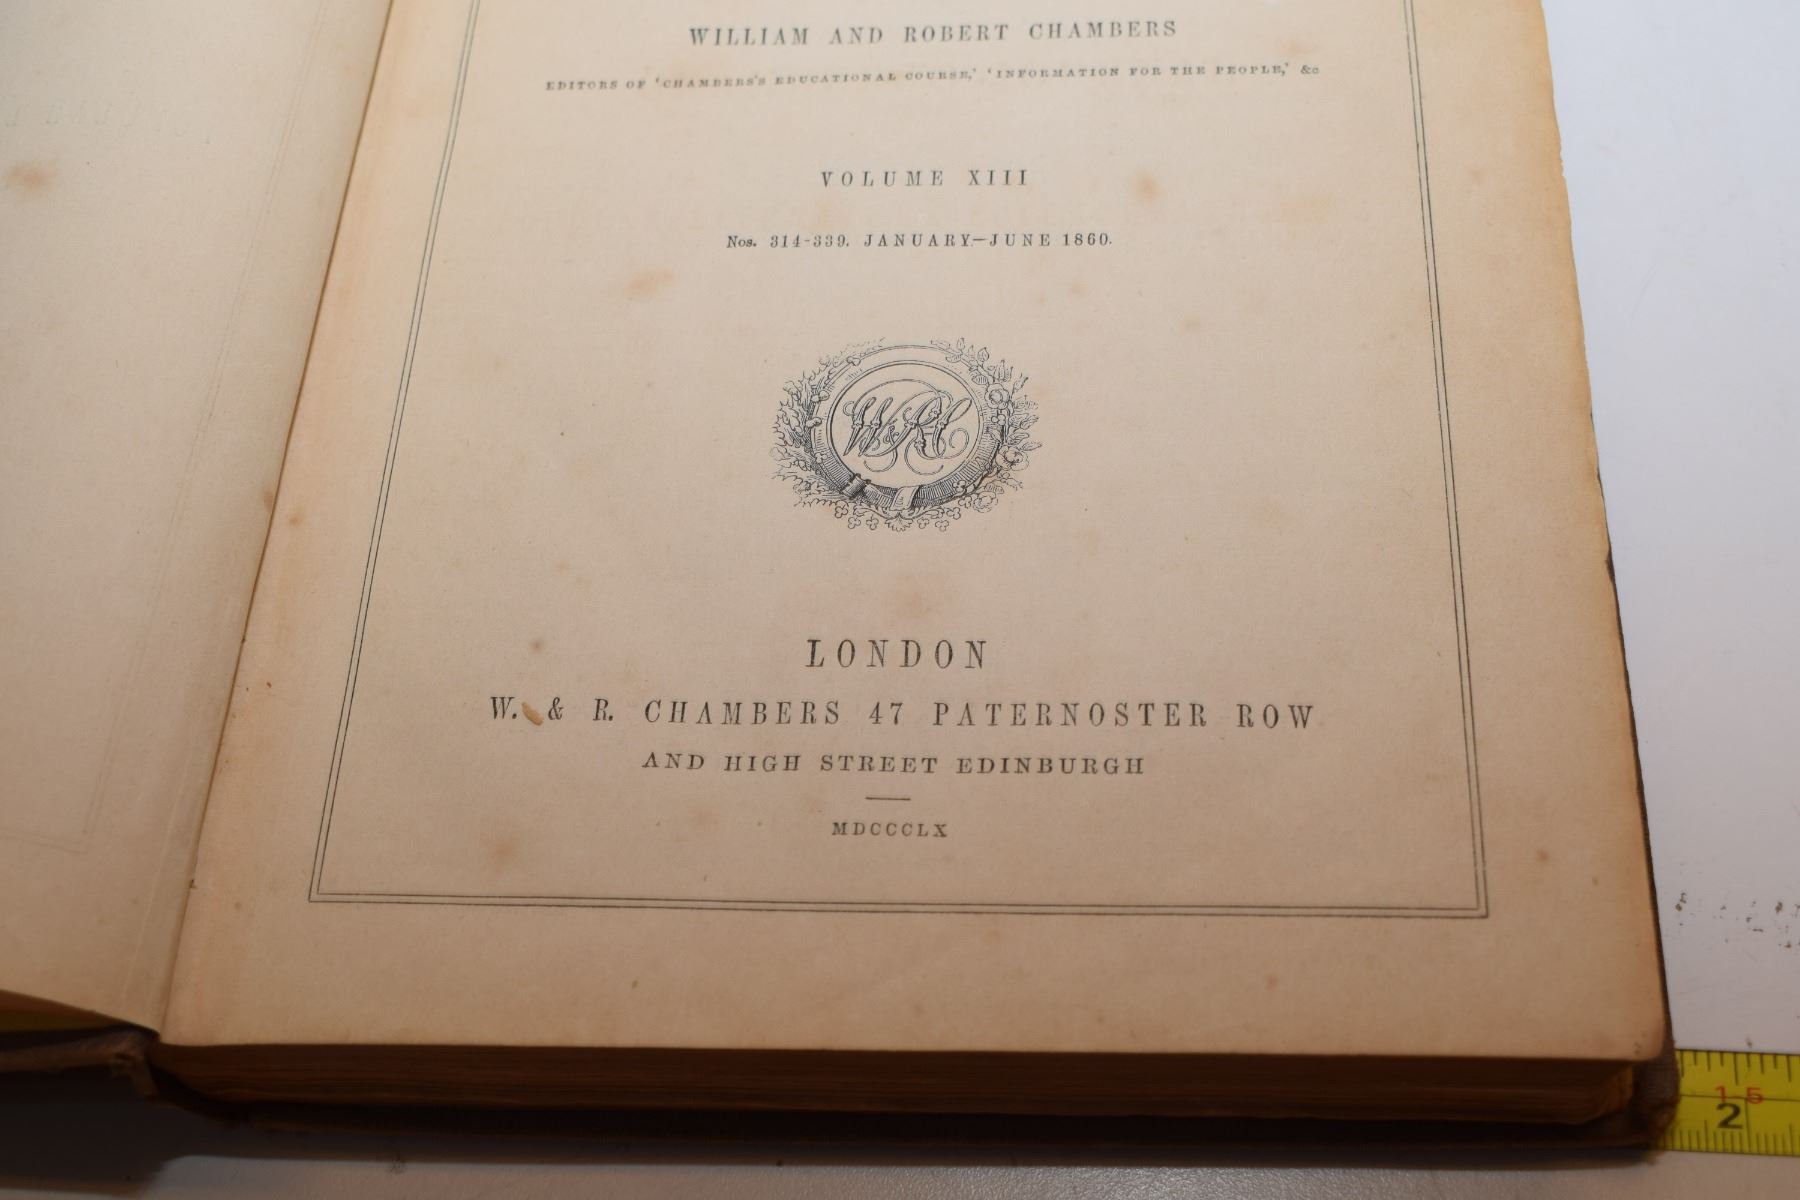 WILLIAM AND ROBERT CHAMBERS
EDITORS OF 'CHAMBERS'S EDUCATIONAL COURSE,' 'INFORMATION FOR THE PEOPLE,' &c
VOLUME XIII
Nos. 314-339. JANUARY—JUNE 1860.
W&RC
LONDON
W. & R. CHAMBERS 47 PATERNOSTER ROW
AND HIGH STREET EDINBURGH
MDCCCLX
15
2